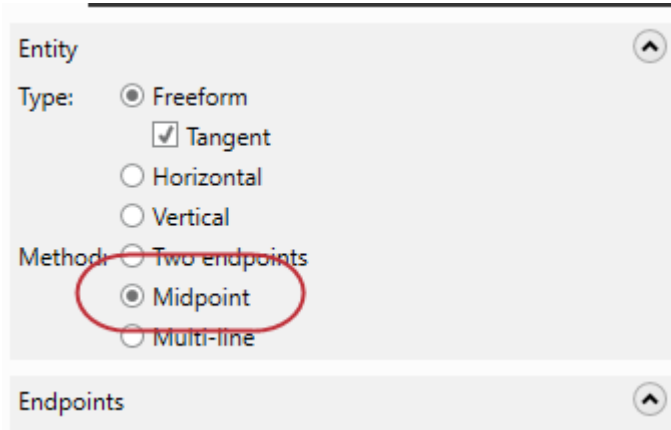 Entity
Type: Freeform
Tangent
Horizontal
Vertical
Method: Two endpoints
Midpoint
Multi-line
Endpoints